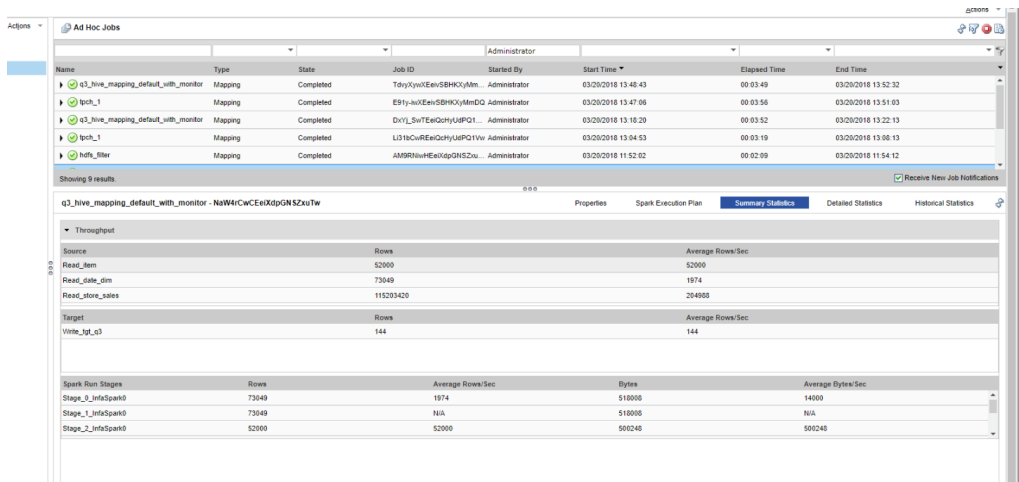 Actions
Actions
Ad Hoc Jobs
Administrator
Name Type State Job ID Started By Start Time Elapsed Time End Time
q3_hive_mapping_default_with_monitor Mapping Completed Administrator 03/20/2018 13:48:43 00:03:49 03/20/2018 13:52:32
tpch_1 Mapping Completed Administrator 03/20/2018 13:47:06 00:03:56 03/20/2018 13:51:03
q3_hive_mapping_default_with_monitor Mapping Completed Administrator 03/20/2018 13:18:20 00:03:52 03/20/2018 13:22:13
tpch_1 Mapping Completed Administrator 03/20/2018 13:04:53 00:03:19 03/20/2018 13:08:13
hdfs_filter Mapping Completed Administrator 03/20/2018 11:52:02 00:02:09 03/20/2018 11:54:12
Showing 9 results.
Receive New Job Notifications
q3_hive_mapping_default_with_monitor - NaW4rCwCEeiXdpGNSZxuTw Properties Spark Execution Plan Summary Statistics Detailed Statistics Historical Statistics
Throughput
Source Rows Average Rows/Sec
Read_item 52000 52000
Read_date_dim 73049 1974
Read_store_sales 115203420 204988
Target Rows Average Rows/Sec
Write_tgt_q3 144 144
Spark Run Stages Rows Average Rows/Sec Bytes Average Bytes/Sec
Stage_0_InfaSpark0 73049 1974 518008 14000
Stage_1_InfaSpark0 73049 N/A 518008 N/A
Stage_2_InfaSpark0 52000 52000 500248 500248